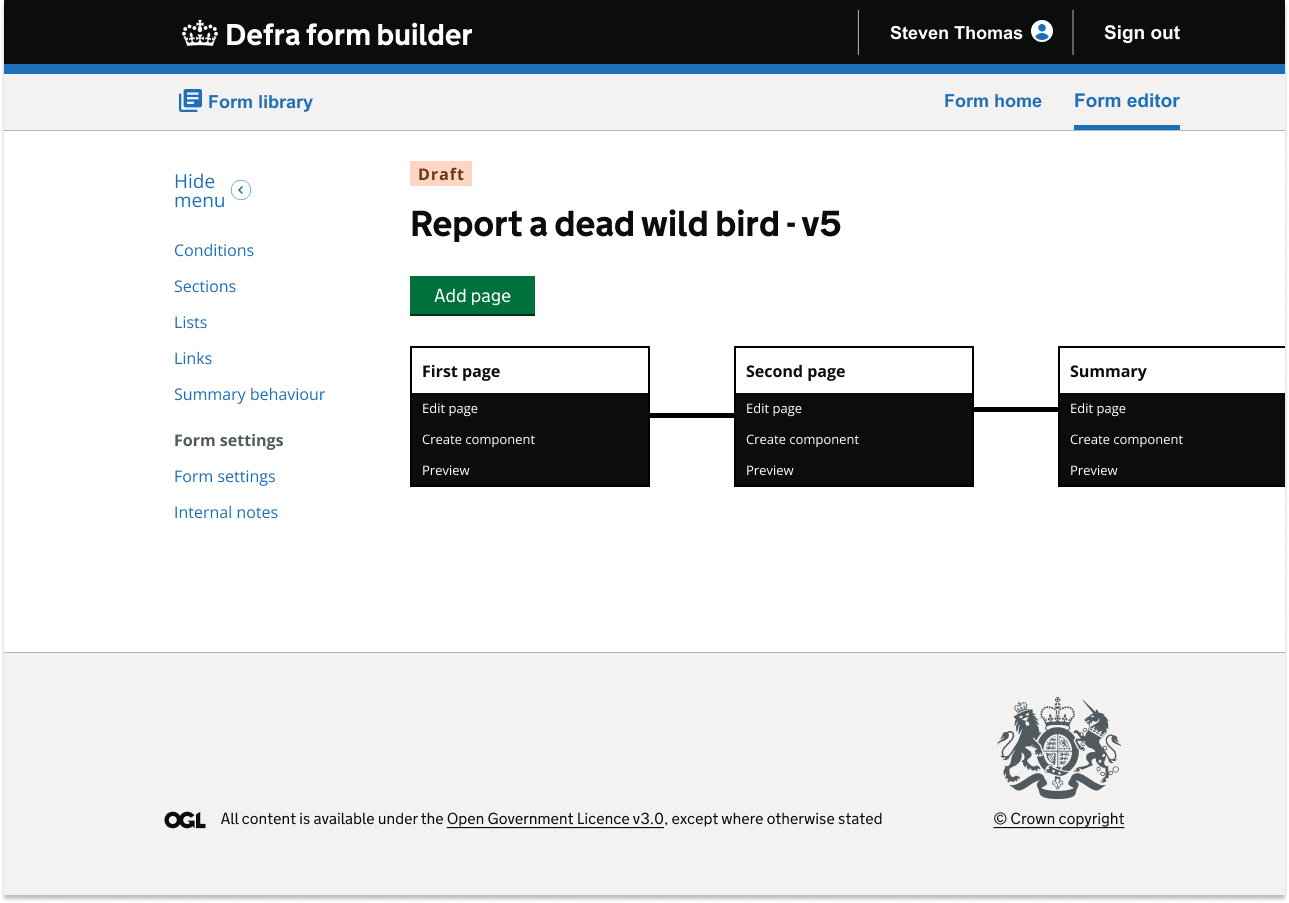 Defra form builder
Steven Thomas
Sign out
Form library
Form home
Form editor
Hide
menu
Conditions
Sections
Lists
Links
Summary behaviour
Form settings
Form settings
Internal notes
Draft
Report a dead wild bird - v5
Add page
First page
Edit page
Create component
Preview
Second page
Edit page
Create component
Preview
Summary
Edit page
Create component
Preview
OGL
All content is available under the Open Government Licence v3.0, except where otherwise stated
© Crown copyright